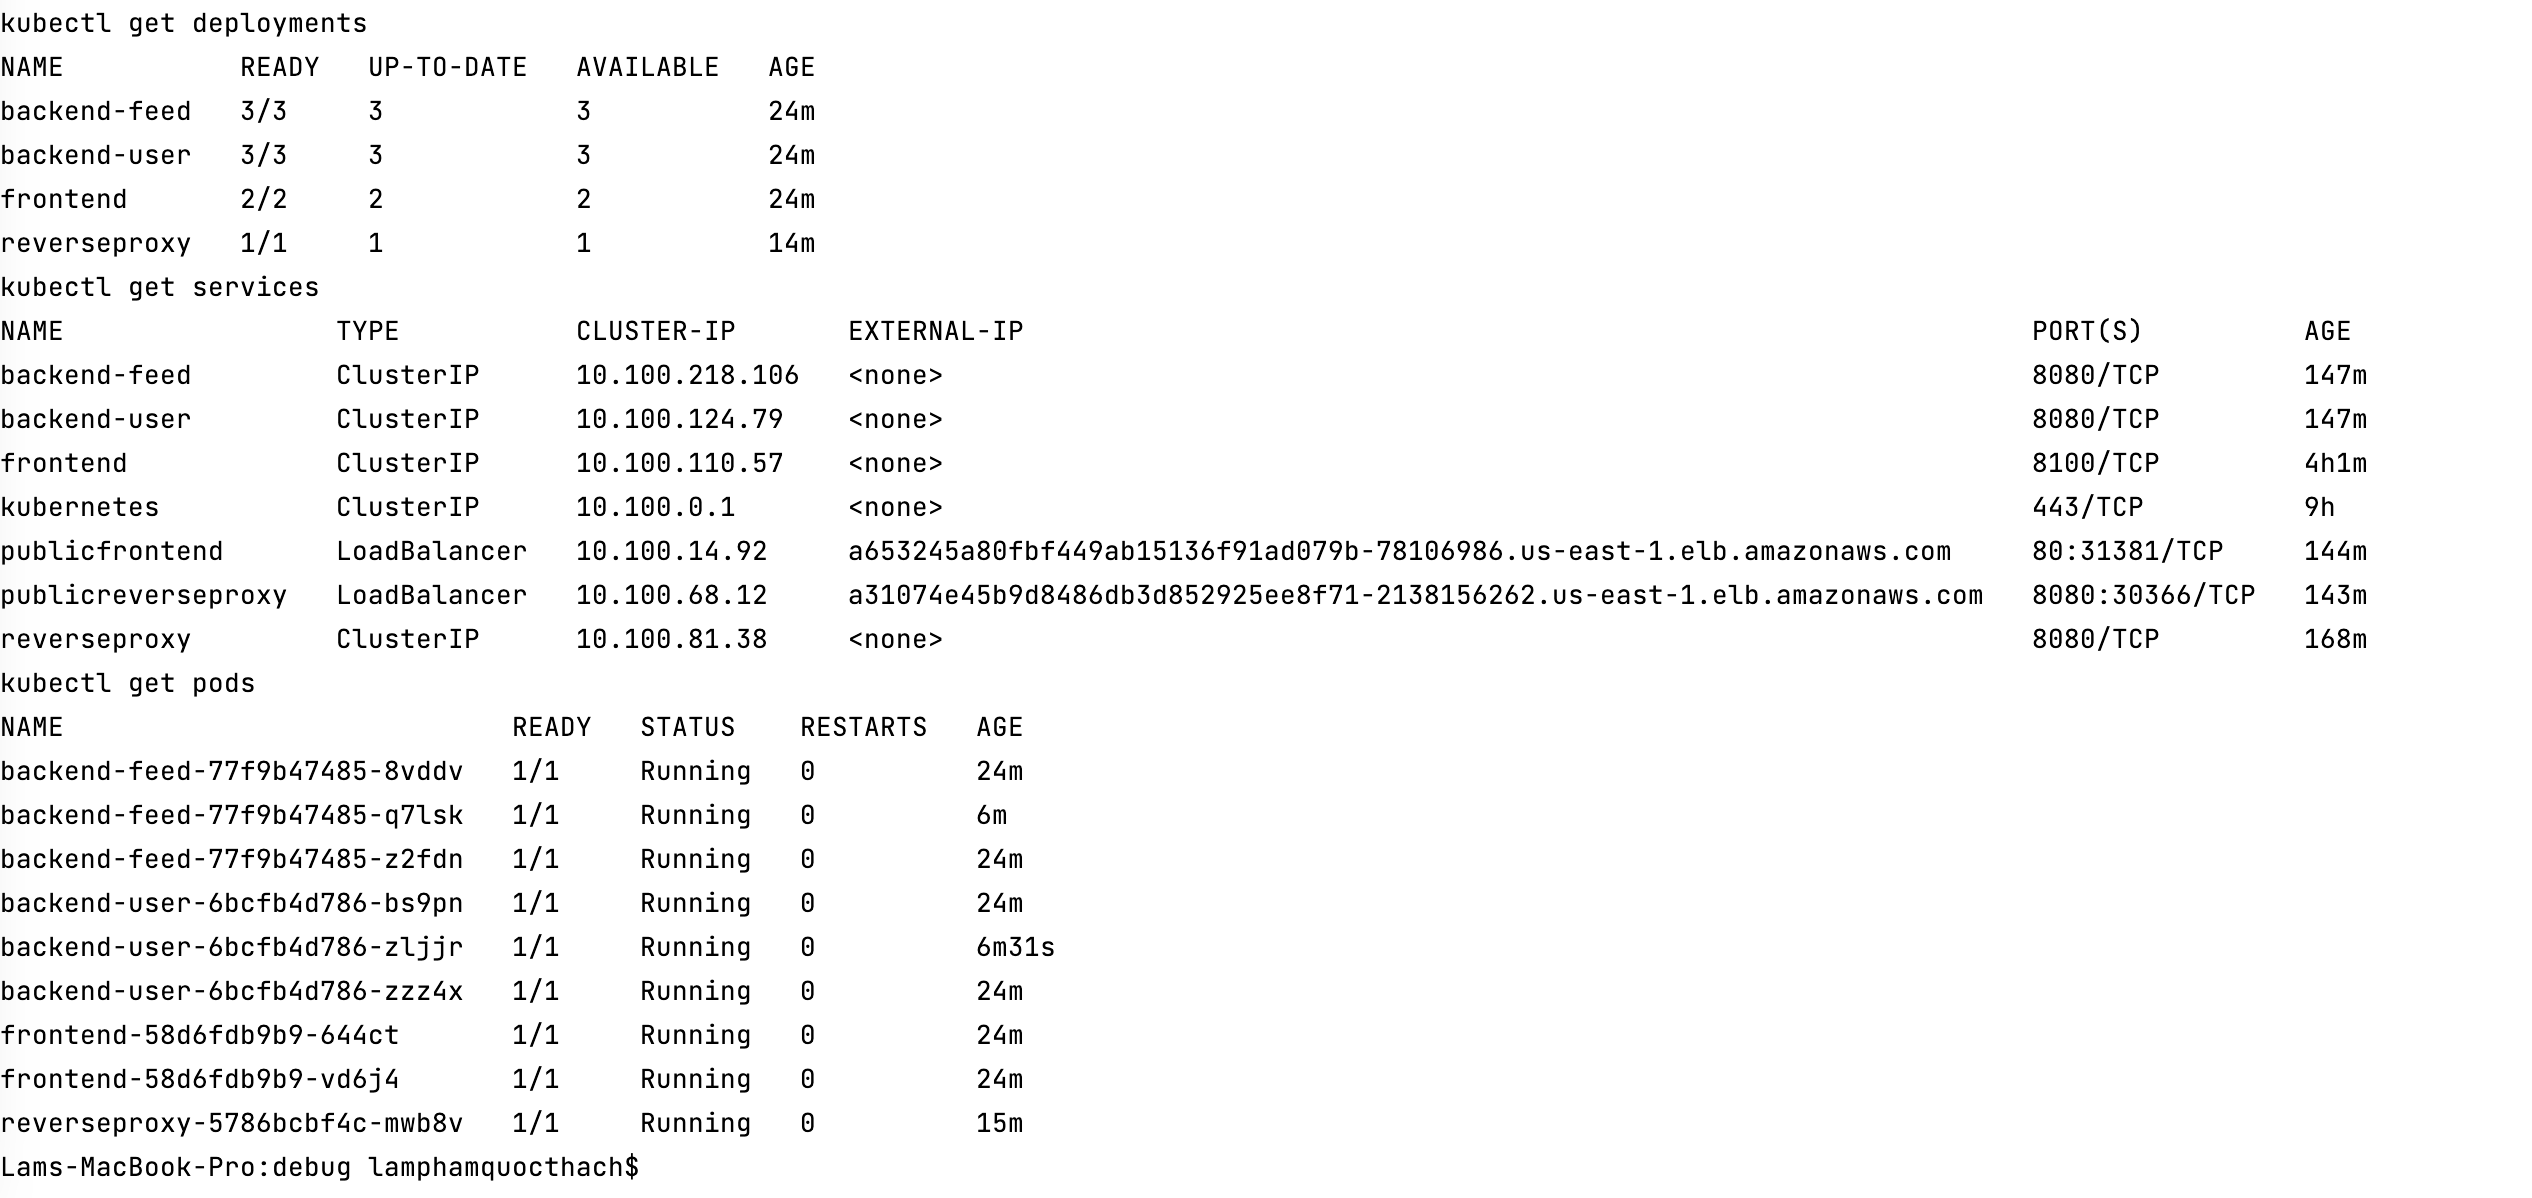 kubectl get deployments
NAME           READY   UP-TO-DATE   AVAILABLE   AGE
backend-feed   3/3     3            3           24m
backend-user   3/3     3            3           24m
frontend       2/2     2            2           24m
reverseproxy   1/1     1            1           14m
kubectl get services
NAME                 TYPE           CLUSTER-IP       EXTERNAL-IP                                                               PORT(S)          AGE
backend-feed         ClusterIP      10.100.218.106   <none>                                                                    8080/TCP         147m
backend-user         ClusterIP      10.100.124.79    <none>                                                                    8080/TCP         147m
frontend             ClusterIP      10.100.110.57    <none>                                                                    8100/TCP         4h1m
kubernetes           ClusterIP      10.100.0.1       <none>                                                                    443/TCP          9h
publicfrontend       LoadBalancer   10.100.14.92     a653245a80fbf449ab15136f91ad079b-78106986.us-east-1.elb.amazonaws.com     80:31381/TCP     144m
publicreverseproxy   LoadBalancer   10.100.68.12     a31074e45b9d8486db3d852925ee8f71-2138156262.us-east-1.elb.amazonaws.com   8080:30366/TCP   143m
reverseproxy         ClusterIP      10.100.81.38     <none>                                                                    8080/TCP         168m
kubectl get pods
NAME                            READY   STATUS    RESTARTS   AGE
backend-feed-77f9b47485-8vddv   1/1     Running   0          24m
backend-feed-77f9b47485-q7lsk   1/1     Running   0          6m
backend-feed-77f9b47485-z2fdn   1/1     Running   0          24m
backend-user-6bcfb4d786-bs9pn   1/1     Running   0          24m
backend-user-6bcfb4d786-zljjr   1/1     Running   0          6m31s
backend-user-6bcfb4d786-zzz4x   1/1     Running   0          24m
frontend-58d6fdb9b9-644ct       1/1     Running   0          24m
frontend-58d6fdb9b9-vd6j4       1/1     Running   0          24m
reverseproxy-5786bcbf4c-mwb8v   1/1     Running   0          15m
Lams-MacBook-Pro:debug lamphamquocthach$